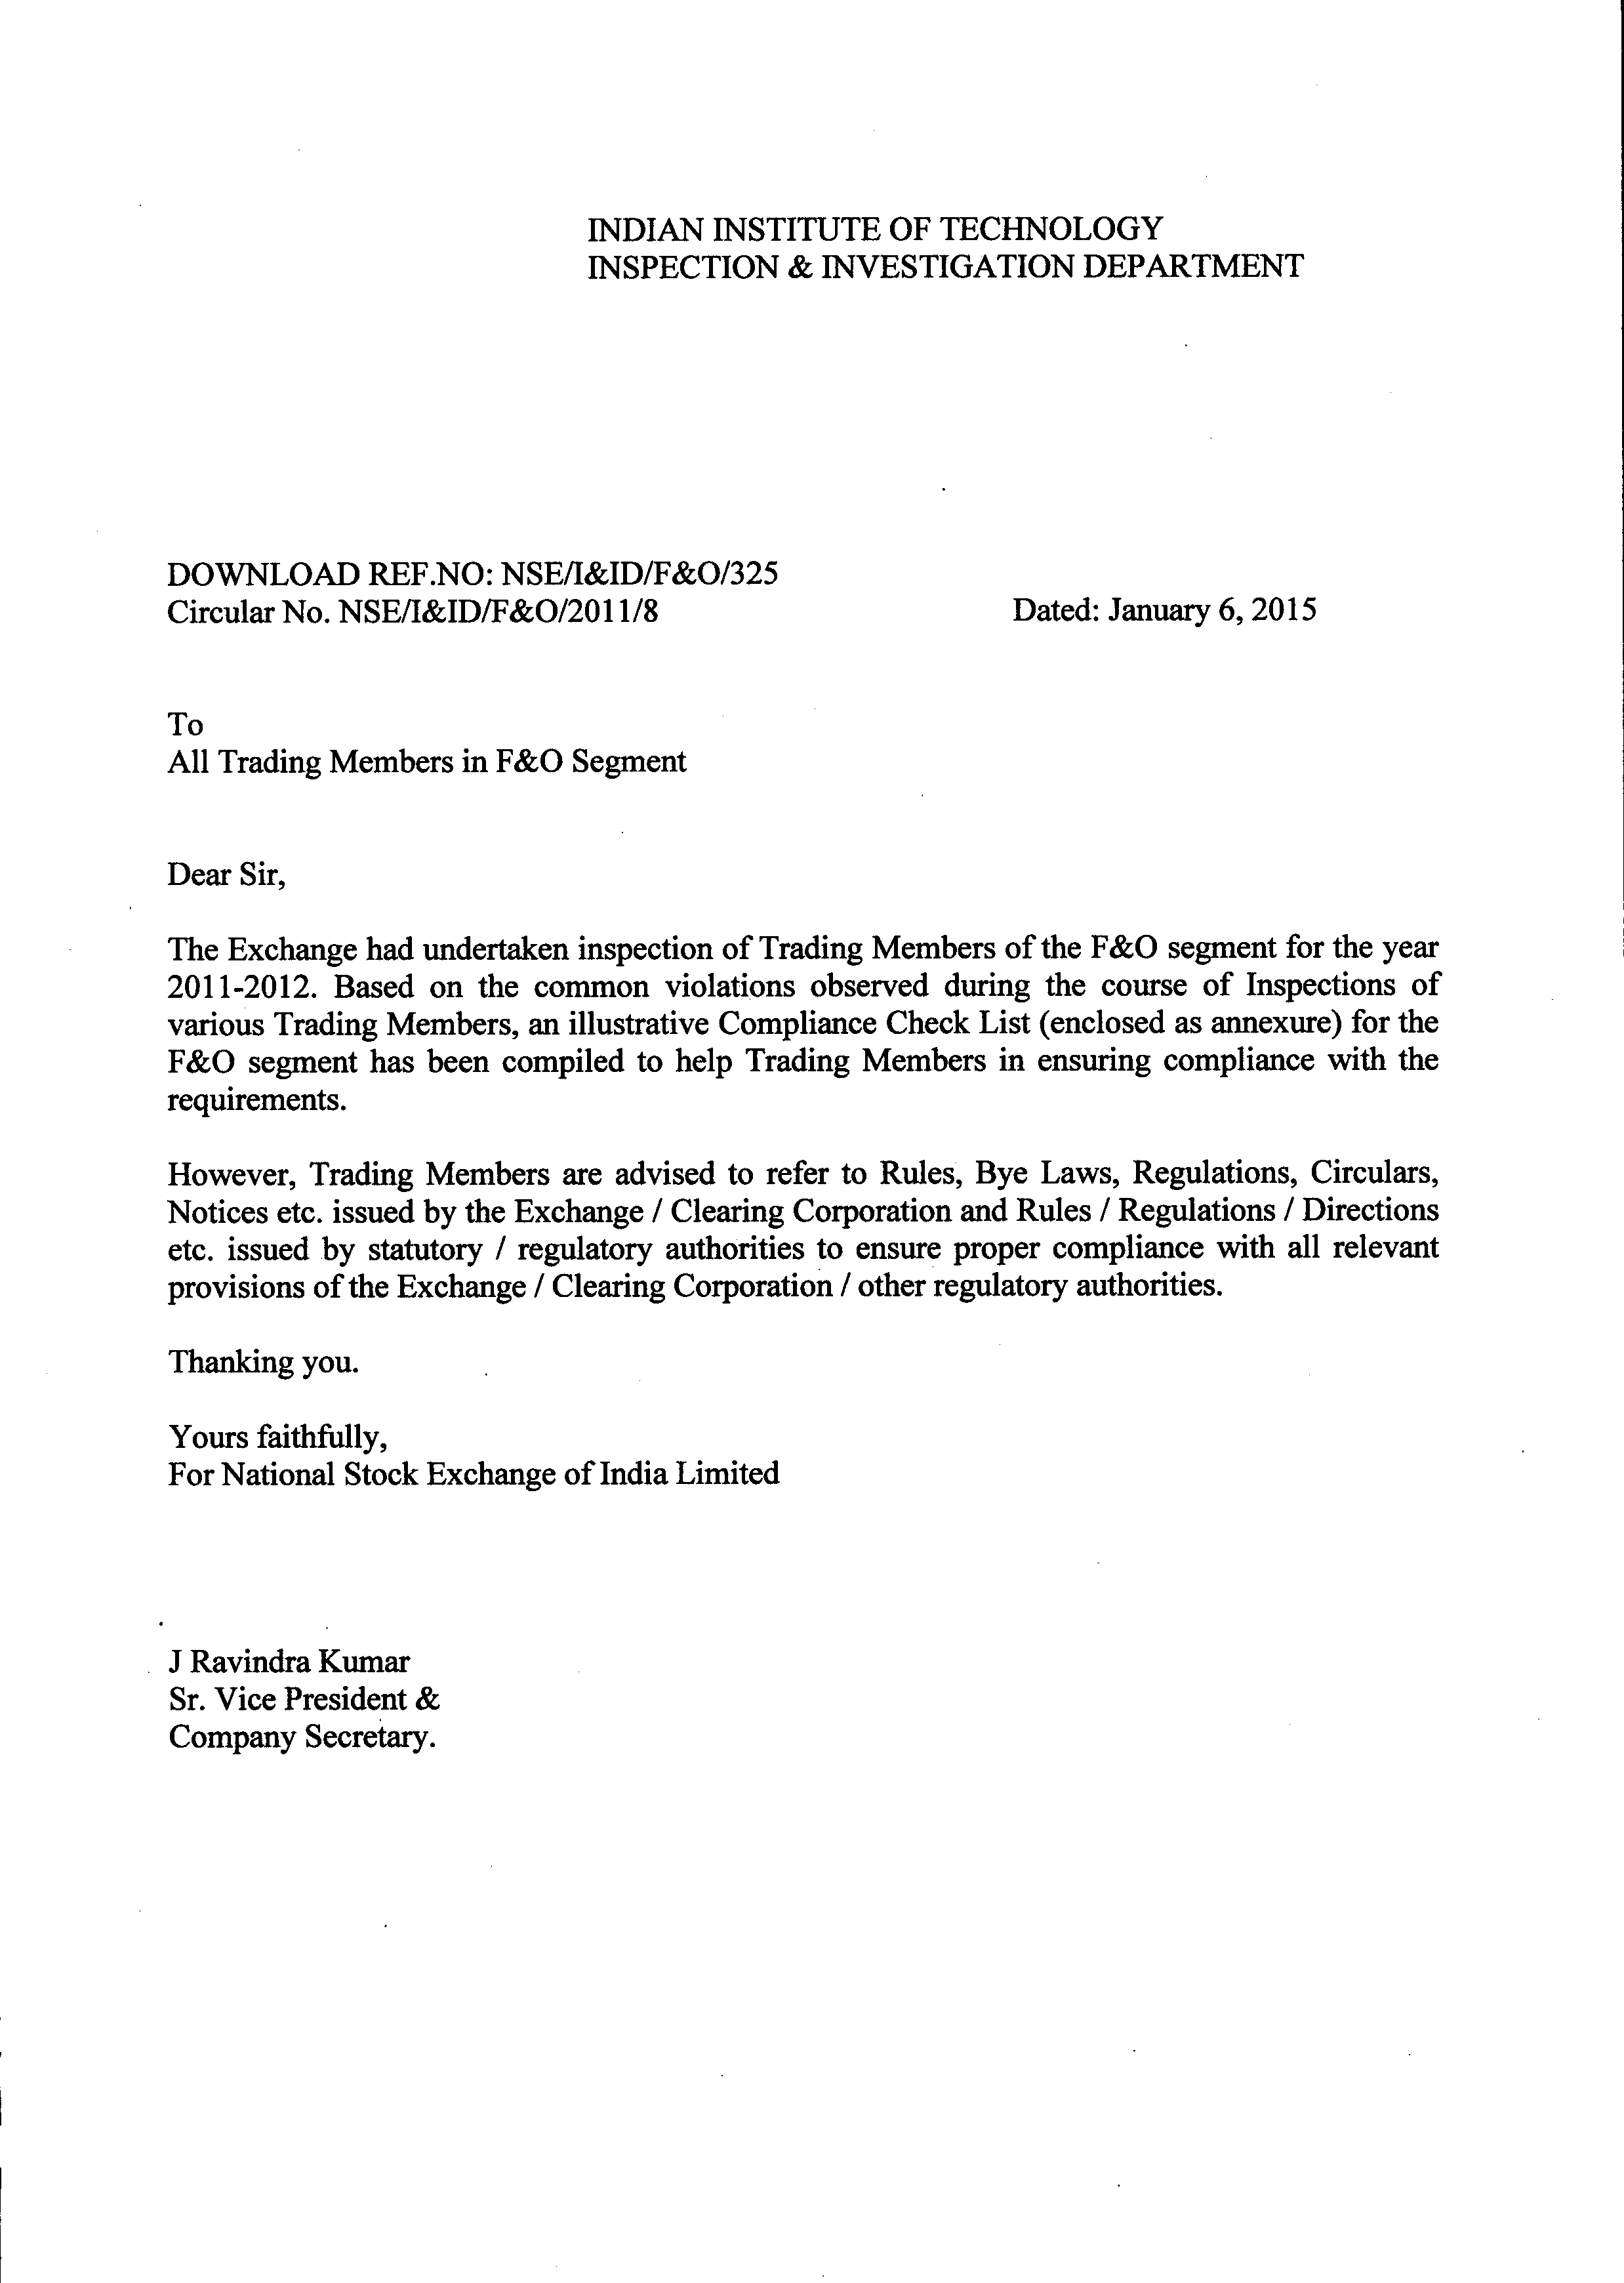 INDIAN INSTITUTE OF TECHNOLOGY
INSPECTION & INVESTIGATION DEPARTMENT
DOWNLOAD REF.NO: NSE/I&ID/F&O/325
Circular No. NSE/I&ID/F&O/2011/8 Dated: January 6, 2015
To
All Trading Members in F&O Segment
Dear Sir,
The Exchange had undertaken inspection of Trading Members of the F&O segment for the year
2011-2012. Based on the common violations observed during the course of Inspections of
various Trading Members, an illustrative Compliance Check List (enclosed as annexure) for the
F&O segment has been compiled to help Trading Members in ensuring compliance with the
requirements.
However, Trading Members are advised to refer to Rules, Bye Laws, Regulations, Circulars,
Notices etc. issued by the Exchange / Clearing Corporation and Rules / Regulations / Directions
etc. issued by statutory / regulatory authorities to ensure proper compliance with all relevant
provisions of the Exchange / Clearing Corporation / other regulatory authorities.
Thanking you.
Yours faithfully,
For National Stock Exchange of India Limited
J Ravindra Kumar
Sr. Vice President &
Company Secretary.